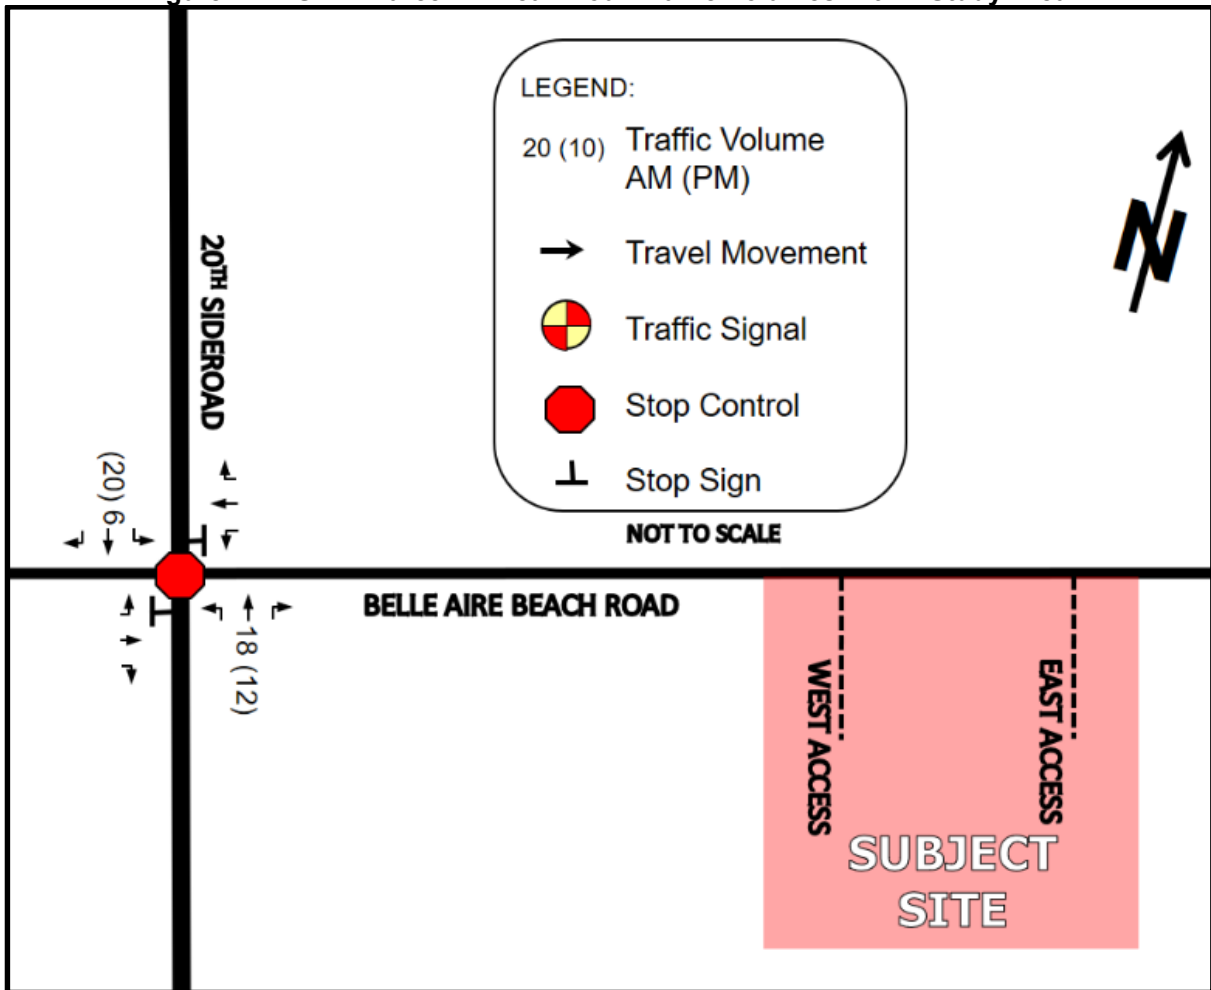 LEGEND:
20 (10) Traffic Volume
AM (PM)
Travel Movement
Traffic Signal
Stop Control
Stop Sign
NOT TO SCALE
N
20TH SIDEROAD
(20) 6
18 (12)
BELLE AIRE BEACH ROAD
WEST ACCESS
EAST ACCESS
SUBJECT
SITE